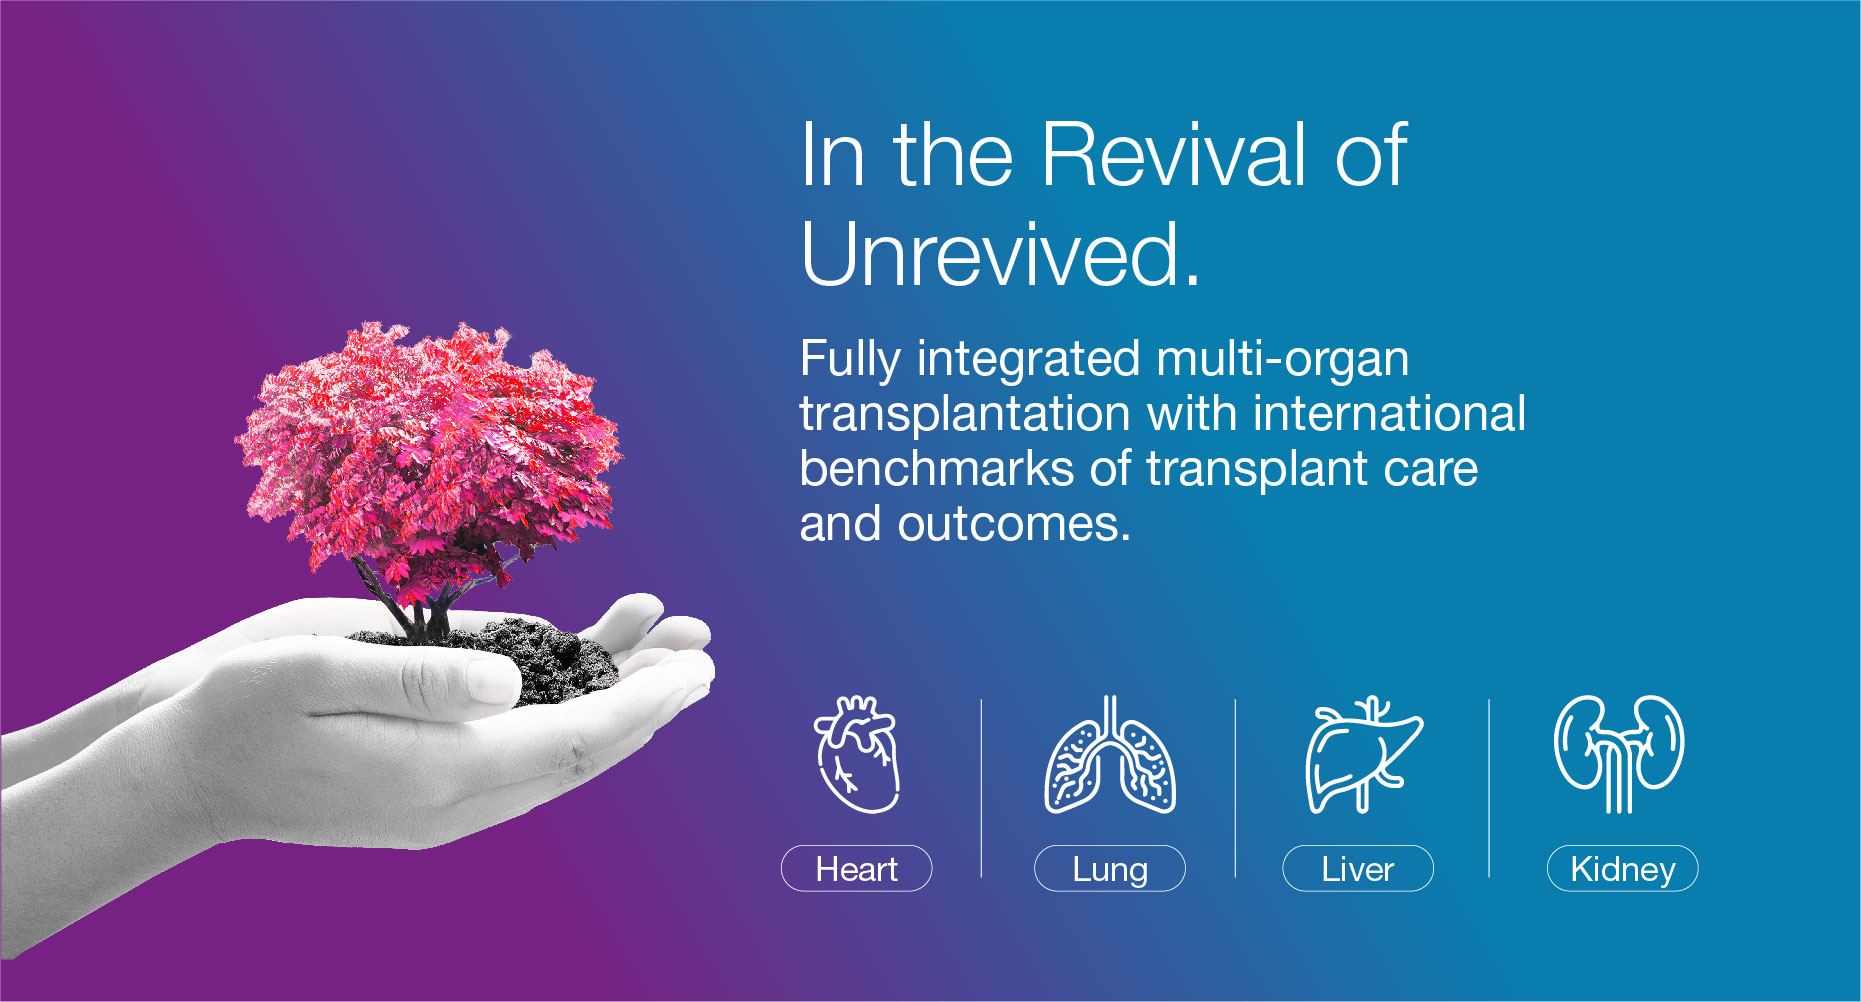 In the Revival of
Unrevived.
Fully integrated multi-organ
transplantation with international
benchmarks of transplant care
and outcomes.
Heart
Lung
Liver
Kidney